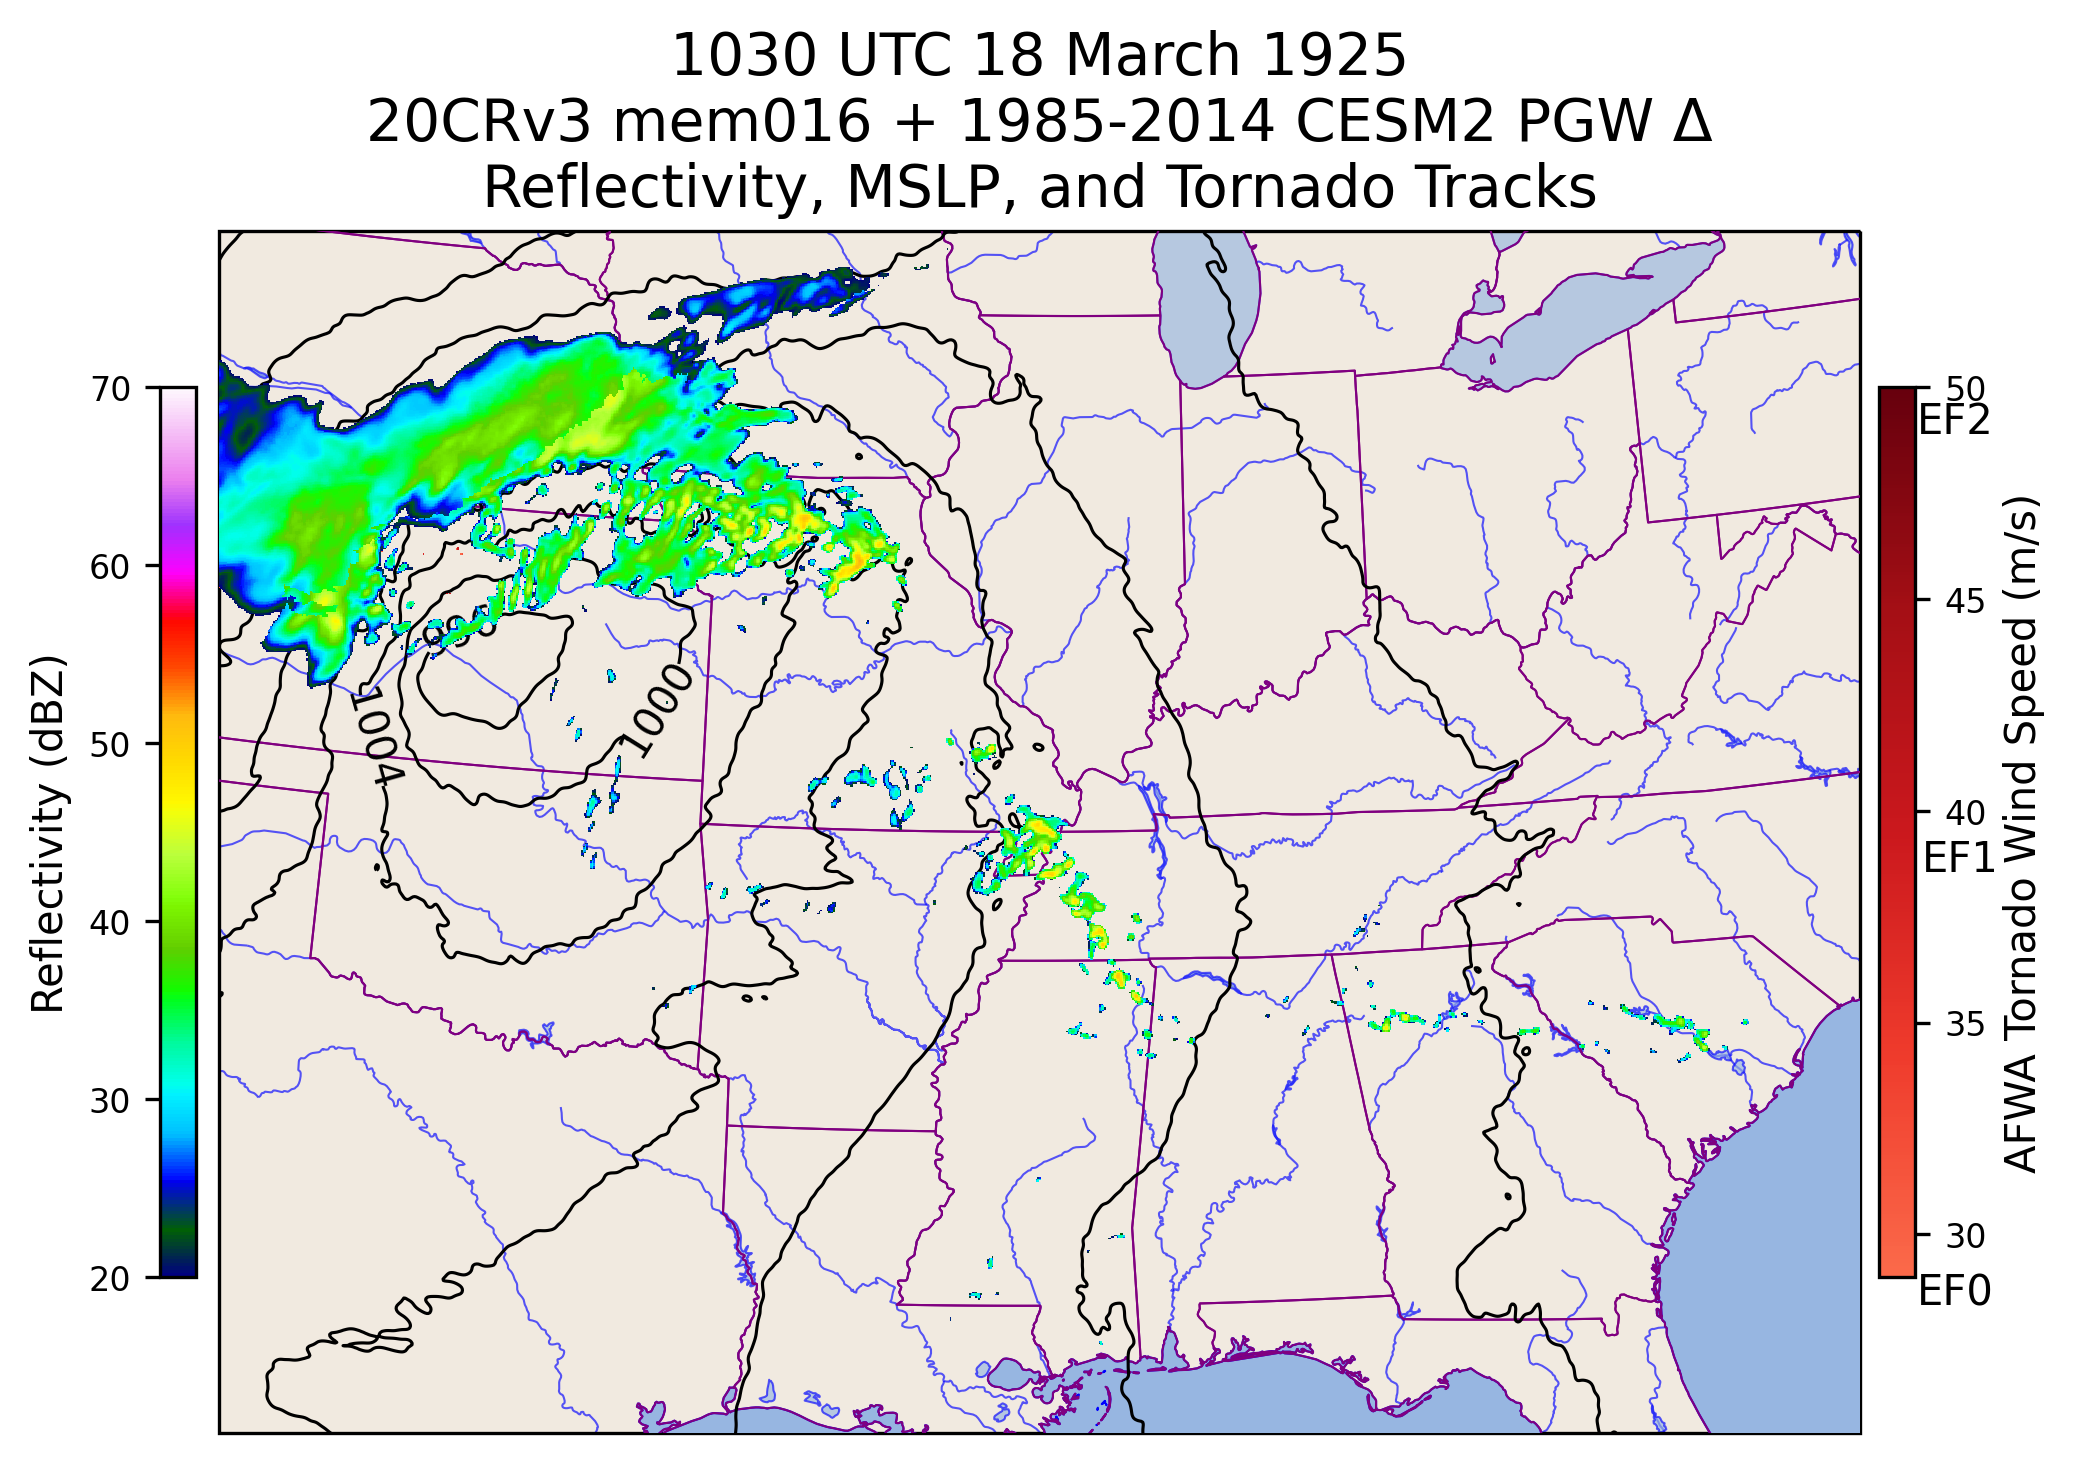 1030 UTC 18 March 1925
20CRv3 mem016 + 1985-2014 CESM2 PGW Δ
Reflectivity, MSLP, and Tornado Tracks
70
60
50
40
30
20
Reflectivity (dBZ)
1004
1000
50
EF2
45
40
EF1
35
30
EF0
AFWA Tornado Wind Speed (m/s)